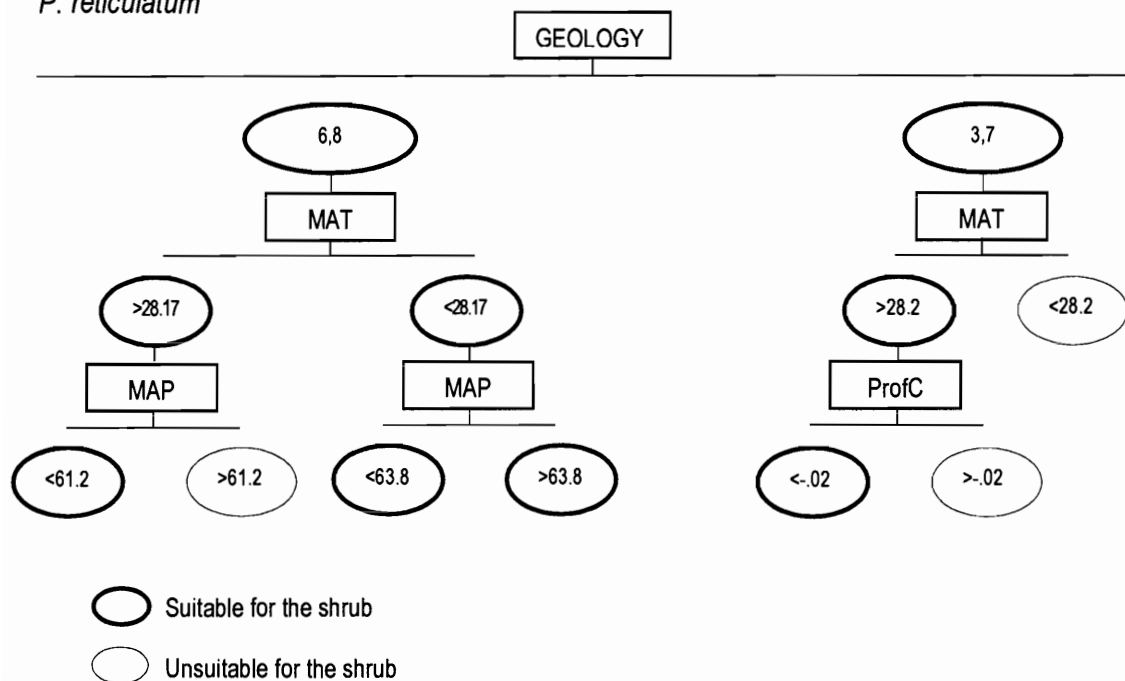 P. reticulatum
GEOLOGY
6,8 3,7
MAT MAT
>28.17 <28.17 >28.2 <28.2
MAP MAP ProfC
<61.2 >61.2 <63.8 >63.8 <-.02 >-.02
Suitable for the shrub
Unsuitable for the shrub